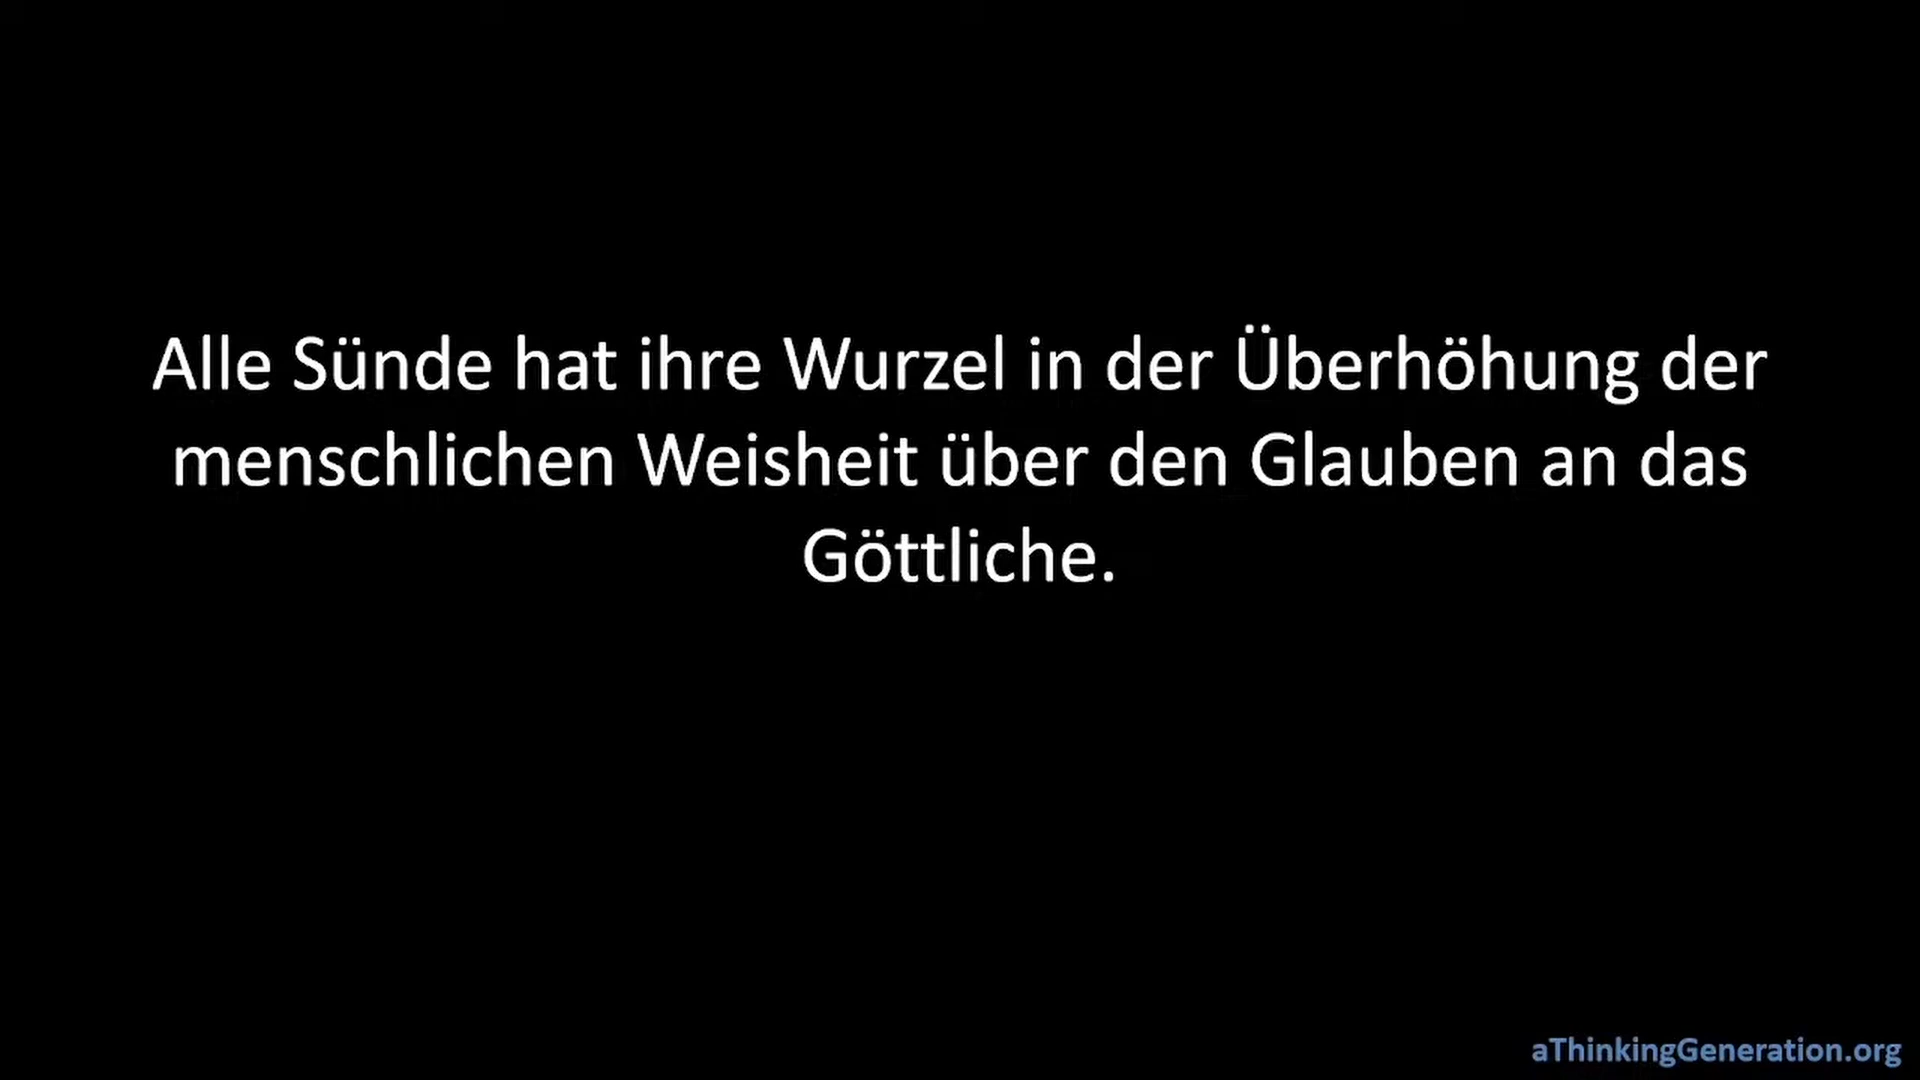 Alle Sünde hat ihre Wurzel in der Überhöhung der
menschlichen Weisheit über den Glauben an das
Göttliche.
aThinkingGeneration.org